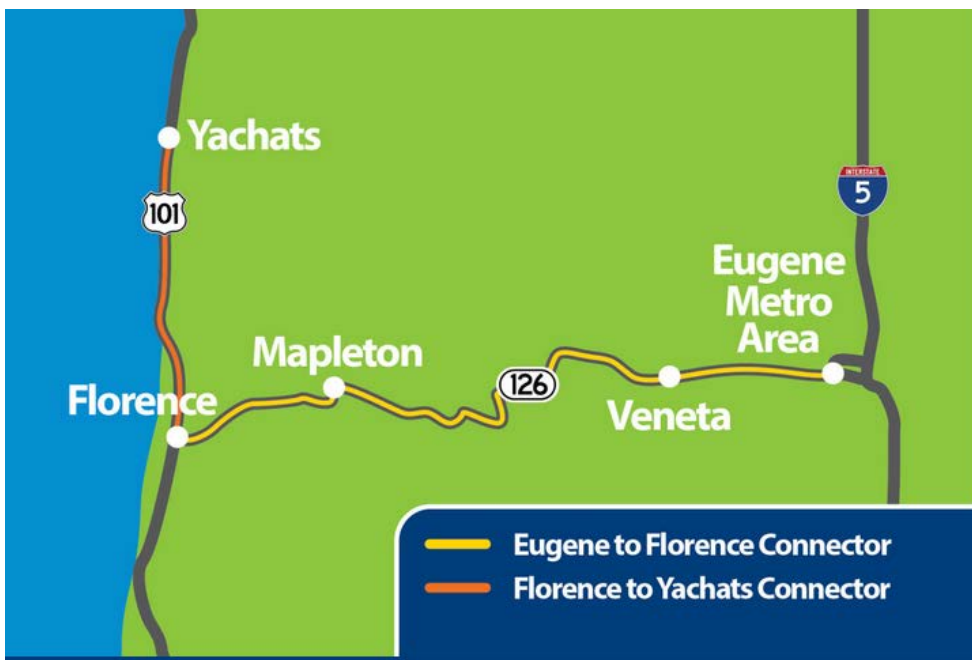 Yachats
101
INTERSTATE
5
Eugene
Metro
Area
Mapleton
126
Florence
Veneta
Eugene to Florence Connector
Florence to Yachats Connector